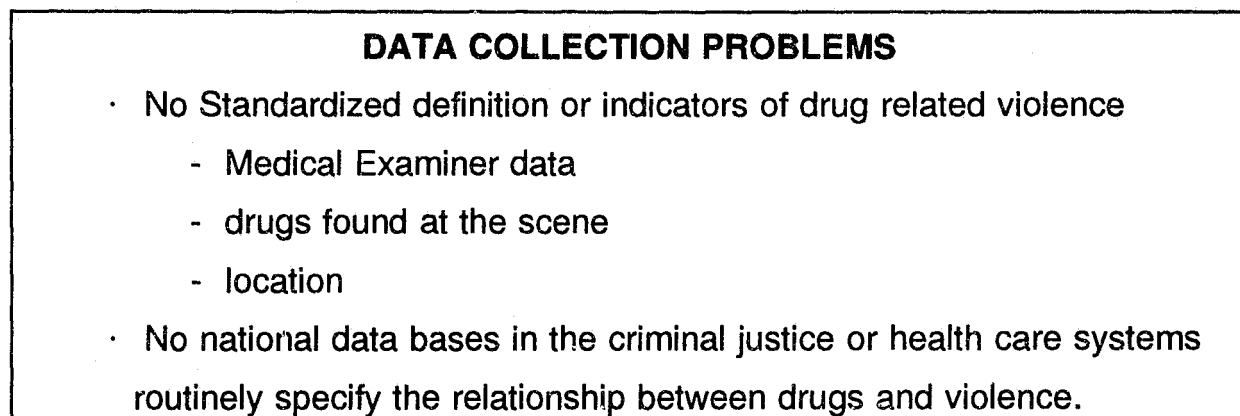 DATA COLLECTION PROBLEMS
· No Standardized definition or indicators of drug related violence
- Medical Examiner data
- drugs found at the scene
- location
· No national data bases in the criminal justice or health care systems
routinely specify the relationship between drugs and violence.